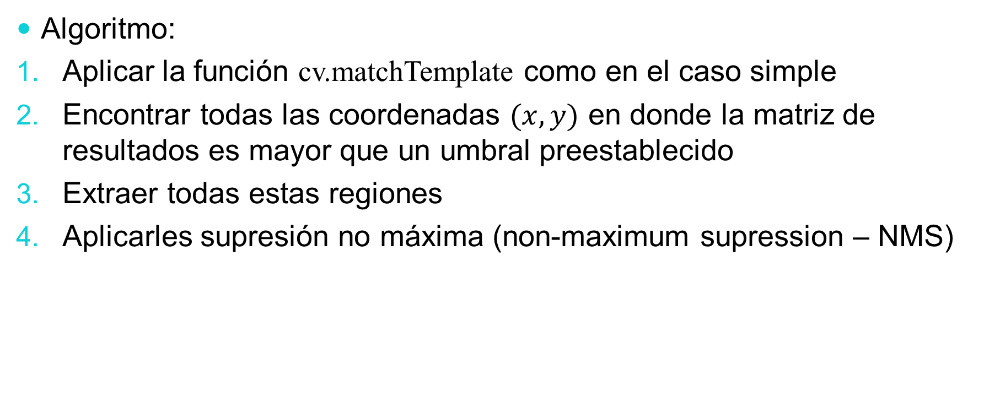 • Algoritmo:
1. Aplicar la función cv.matchTemplate como en el caso simple
2. Encontrar todas las coordenadas (x, y) en donde la matriz de
resultados es mayor que un umbral preestablecido
3. Extraer todas estas regiones
4. Aplicarles supresión no máxima (non-maximum supression – NMS)